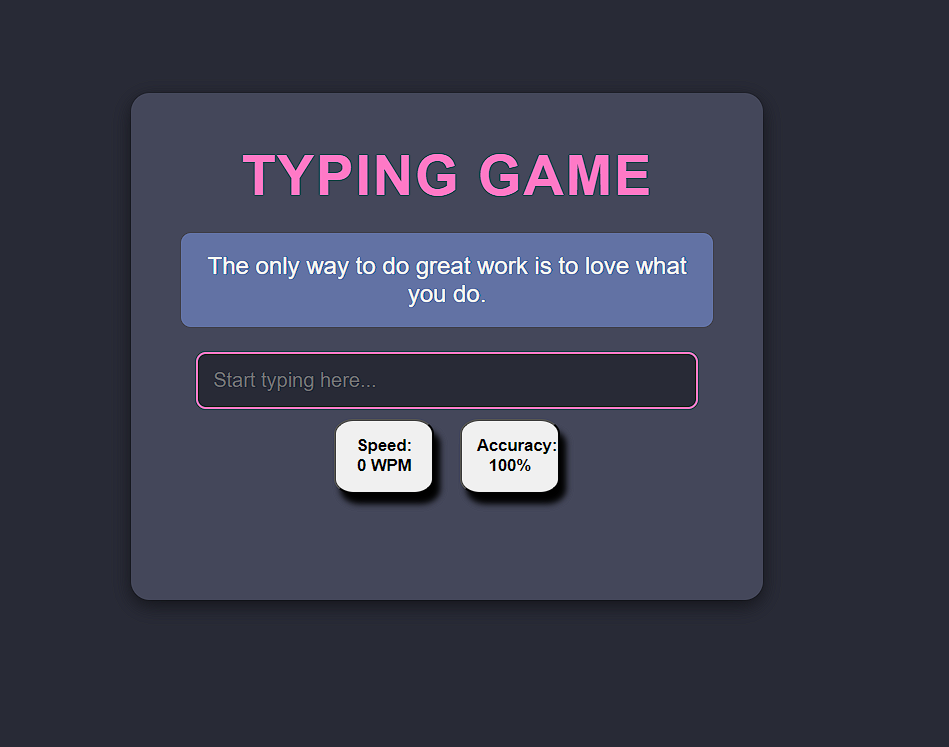 TYPING GAME
The only way to do great work is to love what
you do.
Start typing here...
Speed:
0 WPM
Accuracy:
100%